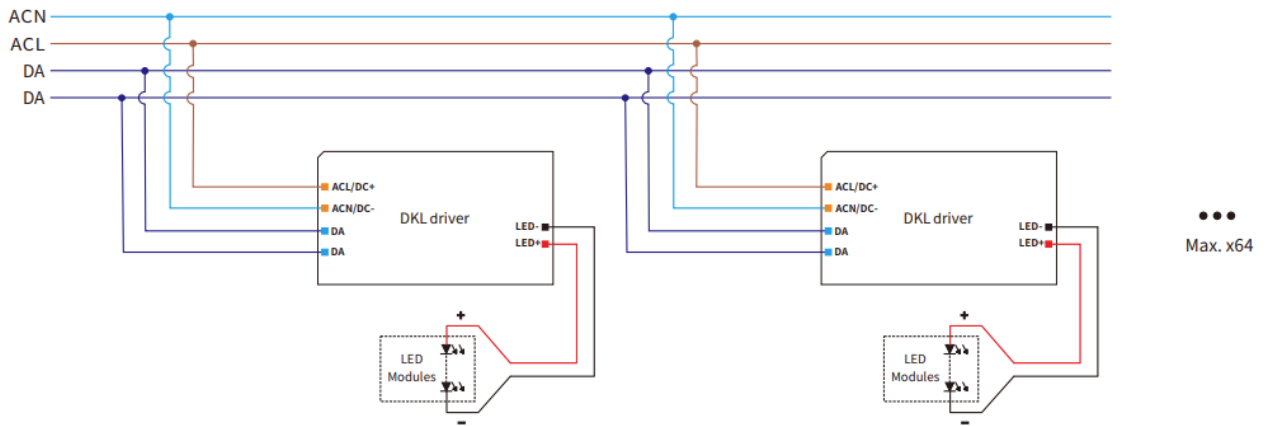 ACN
ACL
DA
DA
ACL/DC+
ACN/DC-
DA
DA
DKL driver
LED-
LED+
+
LED
Modules
-
ACL/DC+
ACN/DC-
DA
DA
DKL driver
LED-
LED+
+
LED
Modules
-
•••
Max. x64